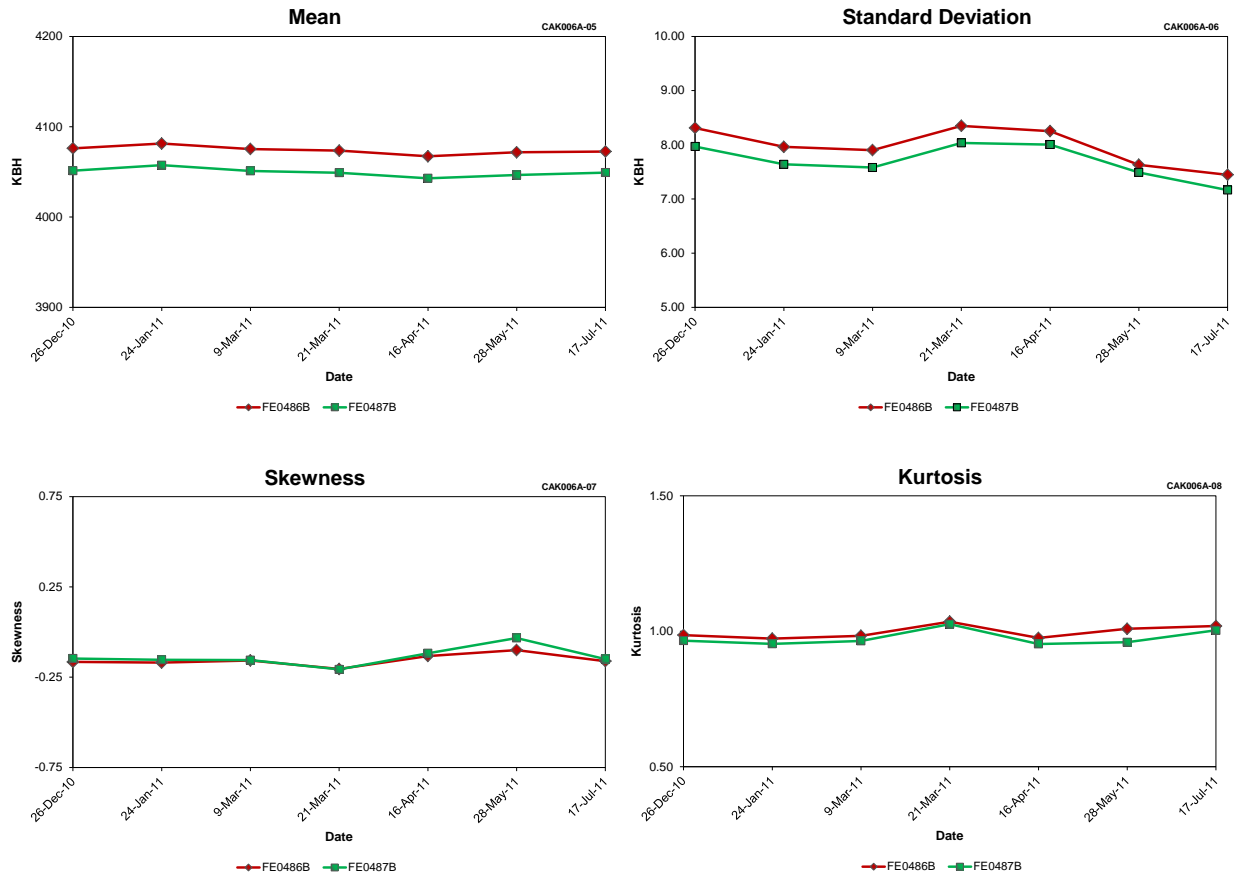 Mean
CAK006A-05
4200
4100
4000
3900
KBH
26-Dec-10
24-Jan-11
9-Mar-11
21-Mar-11
16-Apr-11
28-May-11
17-Jul-11
Date
FE0486B FE0487B
Standard Deviation
CAK006A-06
10.00
9.00
8.00
7.00
6.00
5.00
KBH
26-Dec-10
24-Jan-11
9-Mar-11
21-Mar-11
16-Apr-11
28-May-11
17-Jul-11
Date
FE0486B FE0487B
Skewness
CAK006A-07
0.75
0.25
-0.25
-0.75
Skewness
26-Dec-10
24-Jan-11
9-Mar-11
21-Mar-11
16-Apr-11
28-May-11
17-Jul-11
Date
FE0486B FE0487B
Kurtosis
CAK006A-08
1.50
1.00
0.50
Kurtosis
26-Dec-10
24-Jan-11
9-Mar-11
21-Mar-11
16-Apr-11
28-May-11
17-Jul-11
Date
FE0486B FE0487B